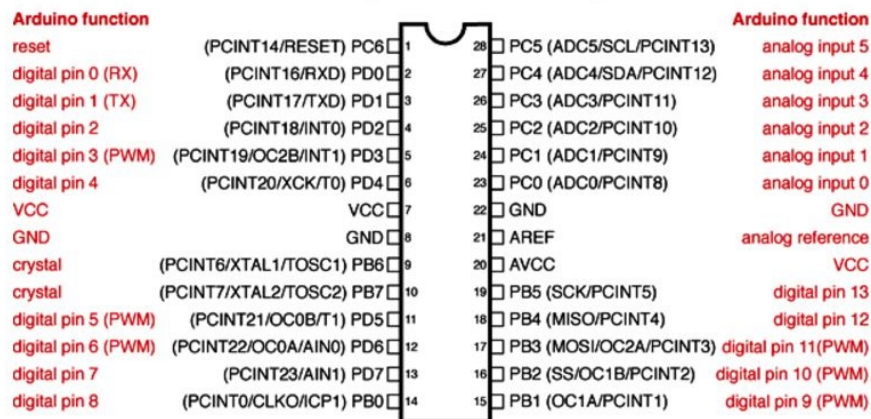 Arduino function Arduino function
reset (PCINT14/RESET) PC6 1 28 PC5 (ADC5/SCL/PCINT13) analog input 5
digital pin 0 (RX) (PCINT16/RXD) PD0 2 27 PC4 (ADC4/SDA/PCINT12) analog input 4
digital pin 1 (TX) (PCINT17/TXD) PD1 3 26 PC3 (ADC3/PCINT11) analog input 3
digital pin 2 (PCINT18/INT0) PD2 4 25 PC2 (ADC2/PCINT10) analog input 2
digital pin 3 (PWM) (PCINT19/OC2B/INT1) PD3 5 24 PC1 (ADC1/PCINT9) analog input 1
digital pin 4 (PCINT20/XCK/T0) PD4 6 23 PC0 (ADC0/PCINT8) analog input 0
VCC VCC 7 22 GND GND
GND GND 8 21 AREF analog reference
crystal (PCINT6/XTAL1/TOSC1) PB6 9 20 AVCC VCC
crystal (PCINT7/XTAL2/TOSC2) PB7 10 19 PB5 (SCK/PCINT5) digital pin 13
digital pin 5 (PWM) (PCINT21/OC0B/T1) PD5 11 18 PB4 (MISO/PCINT4) digital pin 12
digital pin 6 (PWM) (PCINT22/OC0A/AIN0) PD6 12 17 PB3 (MOSI/OC2A/PCINT3) digital pin 11(PWM)
digital pin 7 (PCINT23/AIN1) PD7 13 16 PB2 (SS/OC1B/PCINT2) digital pin 10 (PWM)
digital pin 8 (PCINT0/CLKO/ICP1) PB0 14 15 PB1 (OC1A/PCINT1) digital pin 9 (PWM)